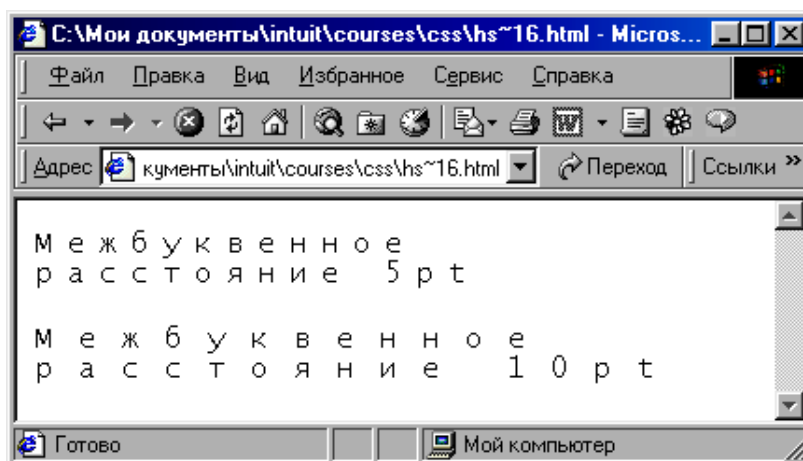 C:\Мои документы\intuit\courses\css\hs~16.html - Micros...
Файл Правка Вид Избранное Сервис Справка
Адрес кументы\intuit\courses\css\hs~16.html Переход Ссылки »
Межбуквенное
расстояние 5pt
Межбуквенное
расстояние 10pt
Готово Мой компьютер